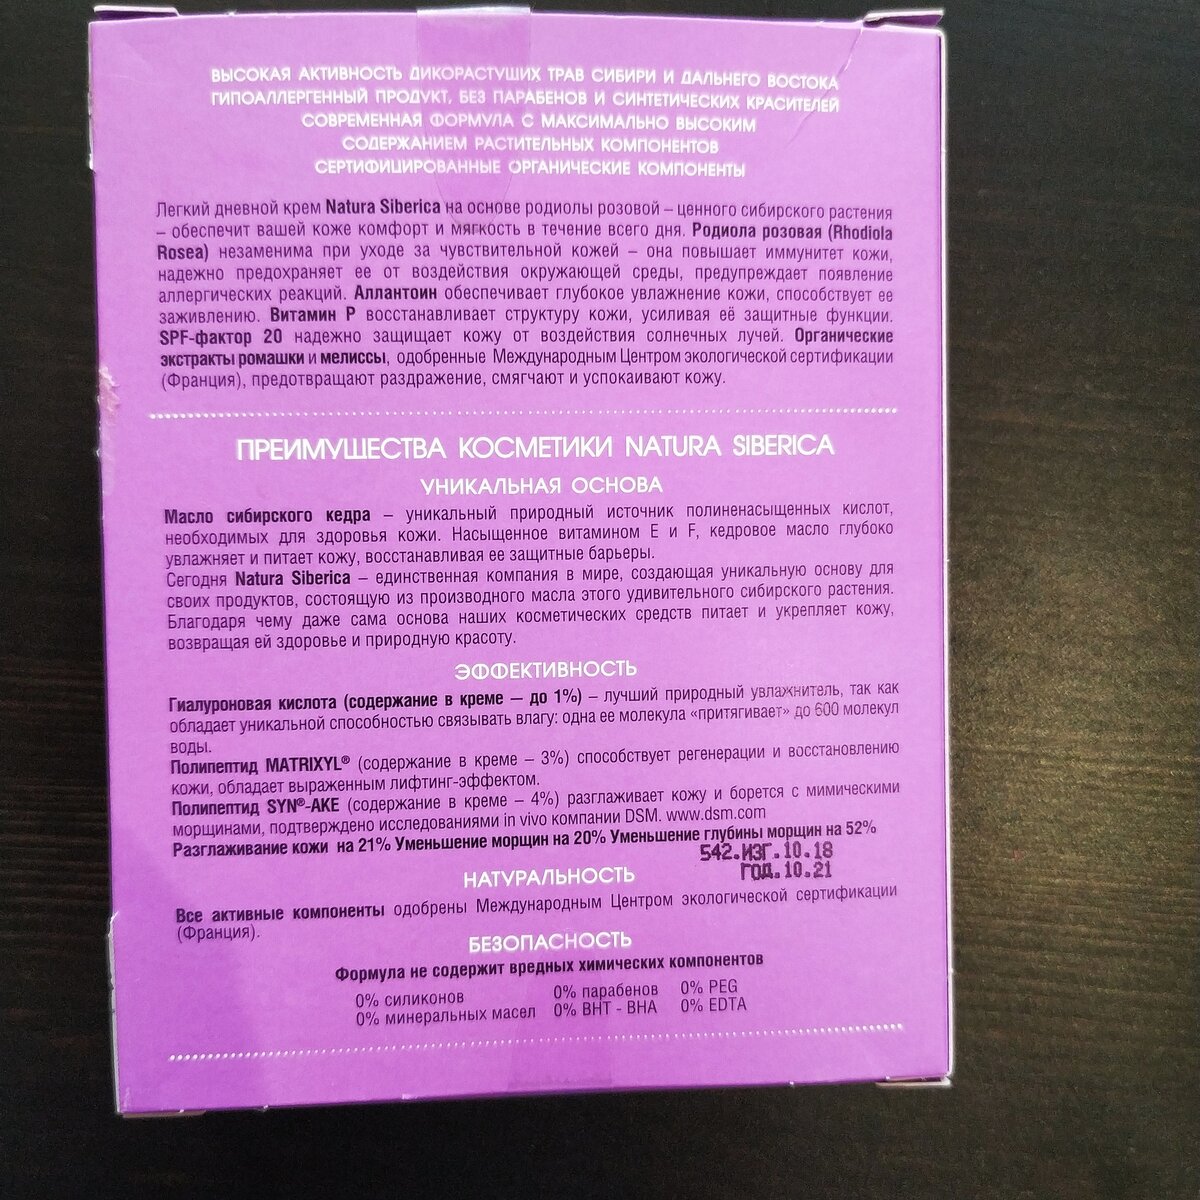 ВЫСОКАЯ АКТИВНОСТЬ ДИКОРАСТУЩИХ ТРАВ СИБИРИ И ДАЛЬНЕГО ВОСТОКА
ГИПОАЛЛЕРГЕННЫЙ ПРОДУКТ, БЕЗ ПАРАБЕНОВ И СИНТЕТИЧЕСКИХ КРАСИТЕЛЕЙ
СОВРЕМЕННАЯ ФОРМУЛА С МАКСИМАЛЬНО ВЫСОКИМ
СОДЕРЖАНИЕМ РАСТИТЕЛЬНЫХ КОМПОНЕНТОВ
СЕРТИФИЦИРОВАННЫЕ ОРГАНИЧЕСКИЕ КОМПОНЕНТЫ
Легкий дневной крем Natura Siberica на основе родиолы розовой – ценного сибирского растения
– обеспечит вашей коже комфорт и мягкость в течение всего дня. Родиола розовая (Rhodiola
Rosea) незаменима при уходе за чувствительной кожей – она повышает иммунитет кожи,
надежно предохраняет ее от воздействия окружающей среды, предупреждает появление
аллергических реакций. Аллантоин обеспечивает глубокое увлажнение кожи, способствует ее
заживлению. Витамин Р восстанавливает структуру кожи, усиливая её защитные функции.
SPF-фактор 20 надежно защищает кожу от воздействия солнечных лучей. Органические
экстракты ромашки и мелиссы, одобренные Международным Центром экологической сертификации
(Франция), предотвращают раздражение, смягчают и успокаивают кожу.
ПРЕИМУЩЕСТВА КОСМЕТИКИ NATURA SIBERICA
УНИКАЛЬНАЯ ОСНОВА
Масло сибирского кедра – уникальный природный источник полиненасыщенных кислот,
необходимых для здоровья кожи. Насыщенное витамином Е и F, кедровое масло глубоко
увлажняет и питает кожу, восстанавливая ее защитные барьеры.
Сегодня Natura Siberica – единственная компания в мире, создающая уникальную основу для
своих продуктов, состоящую из производного масла этого удивительного сибирского растения.
Благодаря чему даже сама основа наших косметических средств питает и укрепляет кожу,
возвращая ей здоровье и природную красоту.
ЭФФЕКТИВНОСТЬ
Гиалуроновая кислота (содержание в креме – до 1%) – лучший природный увлажнитель, так как
обладает уникальной способностью связывать влагу: одна ее молекула «притягивает» до 600 молекул
воды.
Полипептид MATRIXYL® (содержание в креме – 3%) способствует регенерации и восстановлению
кожи, обладает выраженным лифтинг-эффектом.
Полипептид SYN®-AKE (содержание в креме – 4%) разглаживает кожу и борется с мимическими
морщинами, подтверждено исследованиями in vivo компании DSM. www.dsm.com
Разглаживание кожи на 21% Уменьшение морщин на 20% Уменьшение глубины морщин на 52%
542.ИЗГ.10.18
ГОД.10.21
НАТУРАЛЬНОСТЬ
Все активные компоненты одобрены Международным Центром экологической сертификации
(Франция).
БЕЗОПАСНОСТЬ
Формула не содержит вредных химических компонентов
0% силиконов 0% парабенов 0% PEG
0% минеральных масел 0% BHT - BHA 0% EDTA